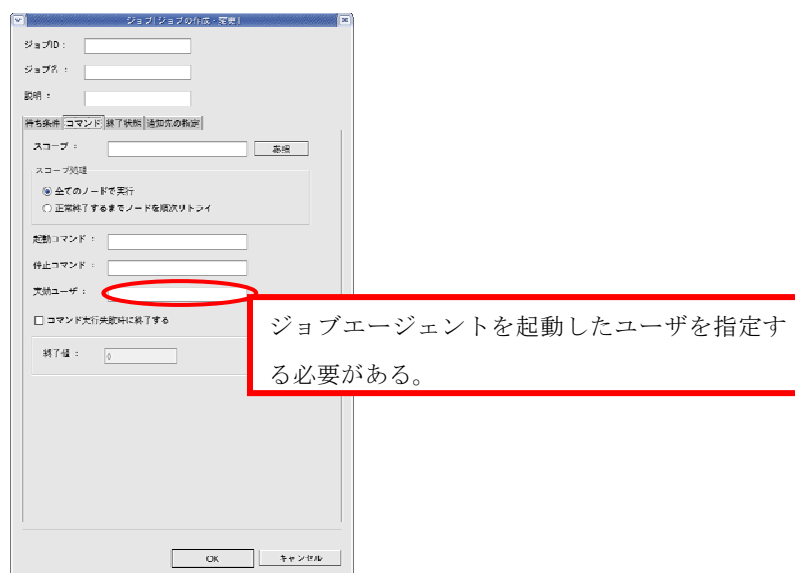 ジョブ[ジョブの作成・変更]
ジョブID：
ジョブ名 ：
説明 ：
待ち条件 コマンド 終了状態 通知先の指定
スコープ ： 参照
スコープ処理
全てのノードで実行
正常終了するまでノードを順次リトライ
起動コマンド ：
停止コマンド ：
実効ユーザ ：
コマンド実行失敗時に終了する
終了値 ： 0
ジョブエージェントを起動したユーザを指定す
る必要がある。
OK キャンセル